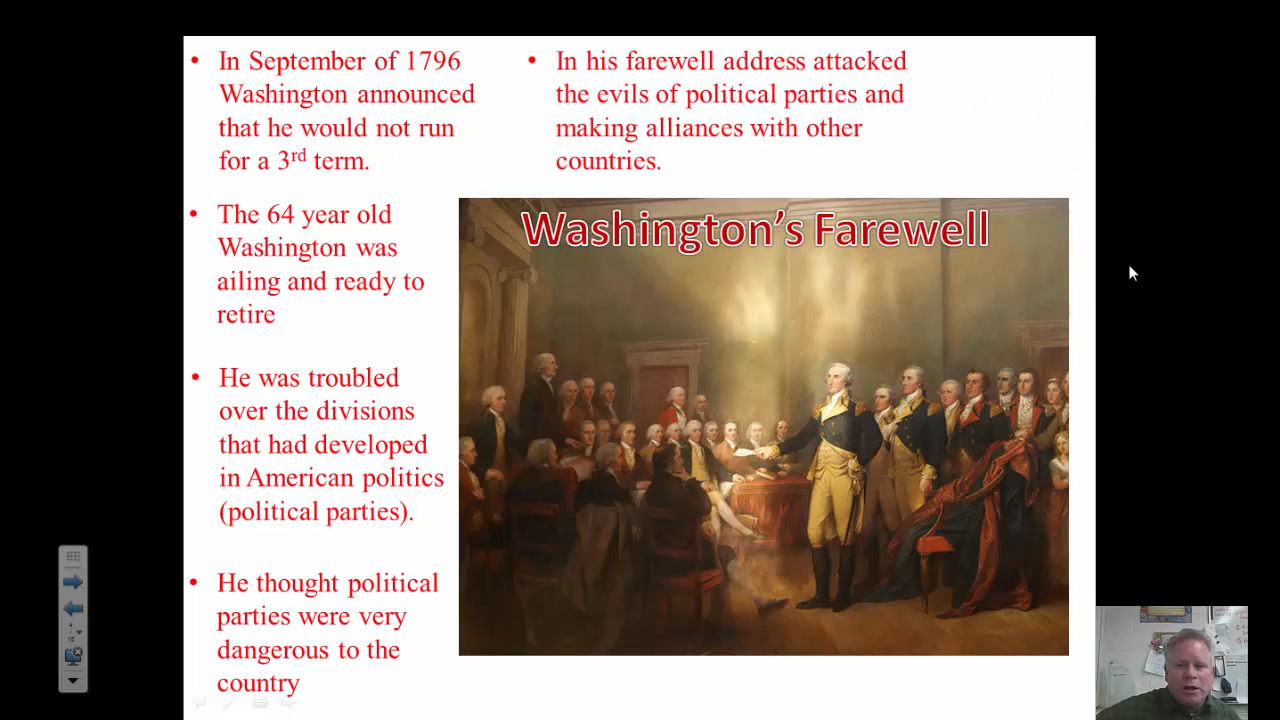 • In September of 1796
Washington announced
that he would not run
for a 3rd term.
• The 64 year old
Washington was
ailing and ready to
retire
• He was troubled
over the divisions
that had developed
in American politics
(political parties).
• He thought political
parties were very
dangerous to the
country
• In his farewell address attacked
the evils of political parties and
making alliances with other
countries.
Washington's Farewell